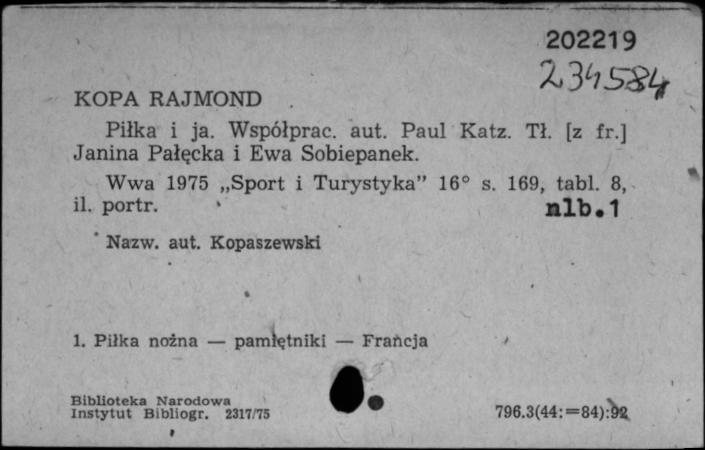 202219
234584
KOPA RAJMOND
Piłka i ja. Współprac. aut. Paul Katz. Tł. [z fr.]
Janina Pałęcka i Ewa Sobiepanek.
Wwa 1975 „Sport i Turystyka” 16° s. 169, tabl. 8,
il. portr. nlb.1
Nazw. aut. Kopaszewski
1. Piłka nożna — pamiętniki — Francja
Biblioteka Narodowa
Instytut Bibliogr. 2317/75
796.3(44:=84):92